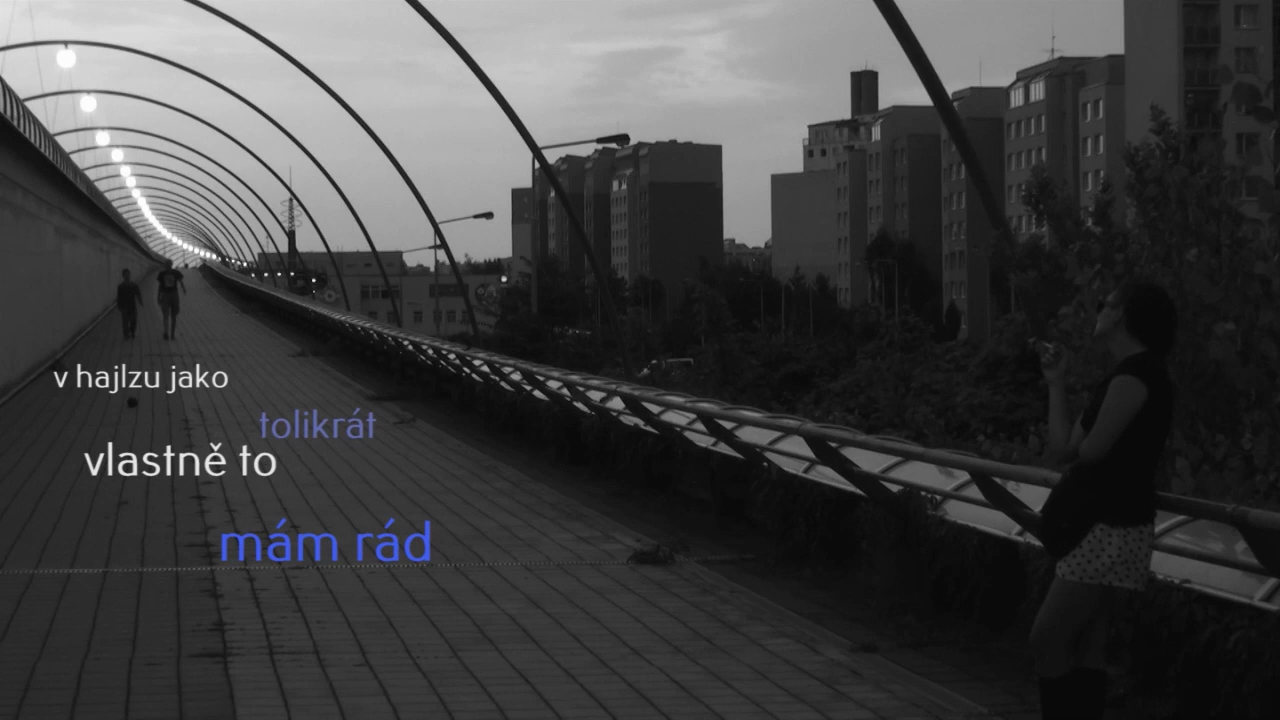 v hajlzu jako
tolikrát
vlastně to
mám rád